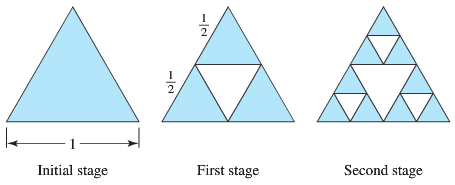 1/2
1/2
1
Initial stage
First stage
Second stage